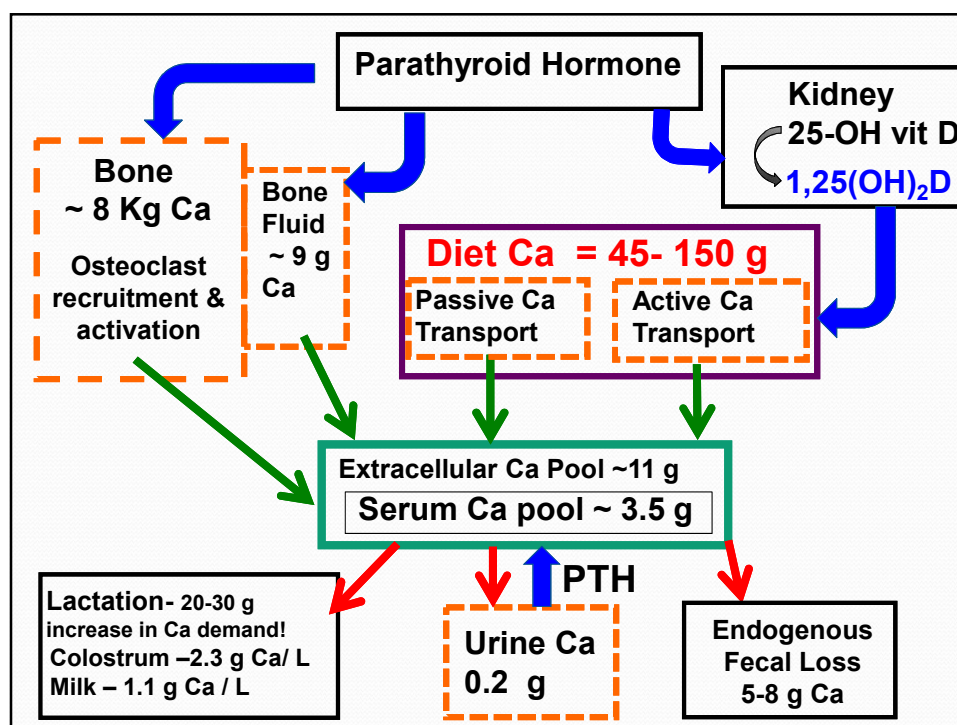 Parathyroid Hormone
Kidney
25-OH vit D
1,25(OH)₂D
Bone
~ 8 Kg Ca
Osteoclast
recruitment &
activation
Bone
Fluid
~ 9 g
Ca
Diet Ca = 45- 150 g
Passive Ca
Transport
Active Ca
Transport
Extracellular Ca Pool ~11 g
Serum Ca pool ~ 3.5 g
PTH
Lactation- 20-30 g
increase in Ca demand!
Colostrum –2.3 g Ca/ L
Milk – 1.1 g Ca / L
Urine Ca
0.2 g
Endogenous
Fecal Loss
5-8 g Ca